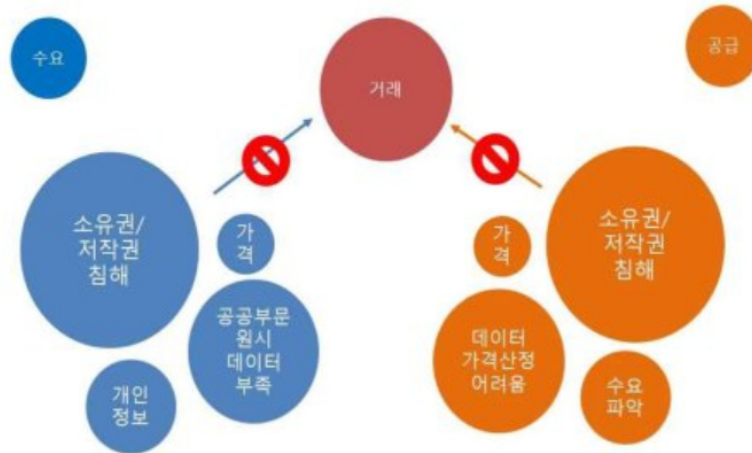 수요
거래
공급
소유권/
저작권
침해
가
격
공공부문
원시
데이터
부족
개인
정보
가
격
소유권/
저작권
침해
데이터
가격산정
어려움
수요
파악